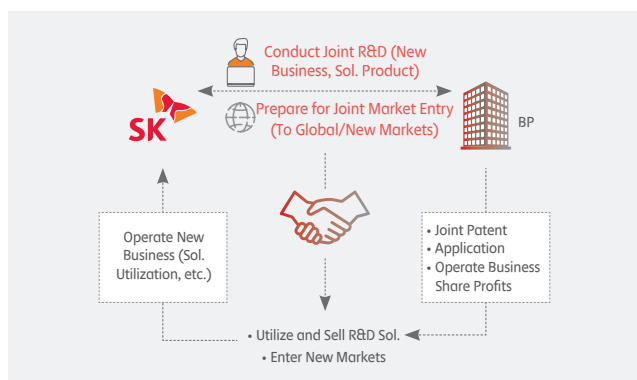 Conduct Joint R&D (New
Business, Sol. Product)
Prepare for Joint Market Entry
(To Global/New Markets)
SK
BP
Operate New
Business (Sol.
Utilization, etc.)
• Joint Patent
• Application
• Operate Business
Share Profits
• Utilize and Sell R&D Sol.
• Enter New Markets